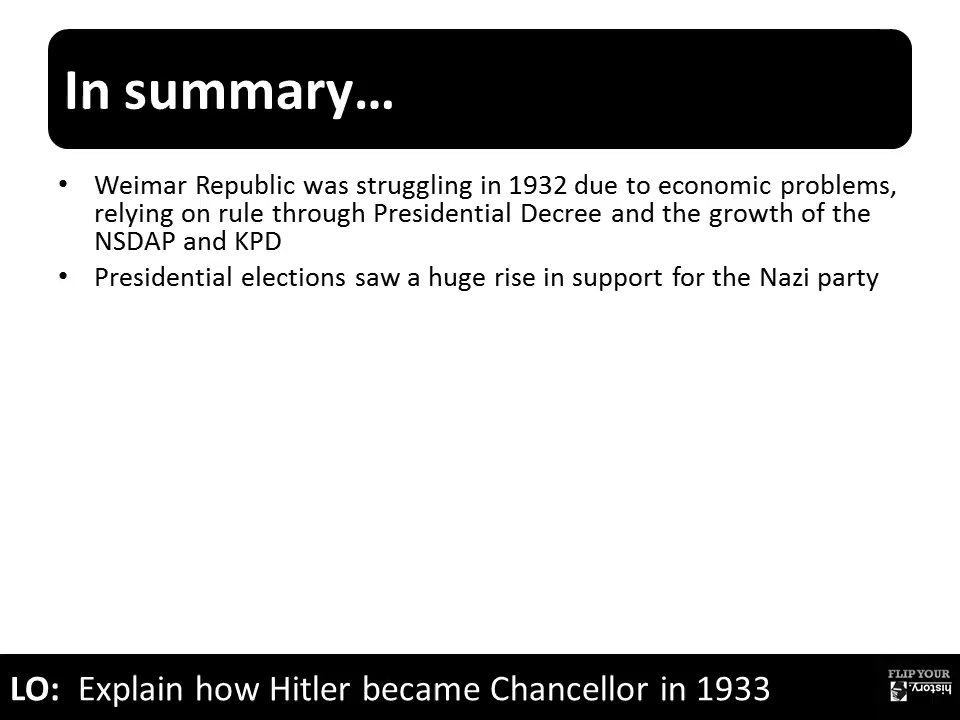 In summary…
• Weimar Republic was struggling in 1932 due to economic problems,
relying on rule through Presidential Decree and the growth of the
NSDAP and KPD
• Presidential elections saw a huge rise in support for the Nazi party
LO: Explain how Hitler became Chancellor in 1933
FLIP YOUR
history.